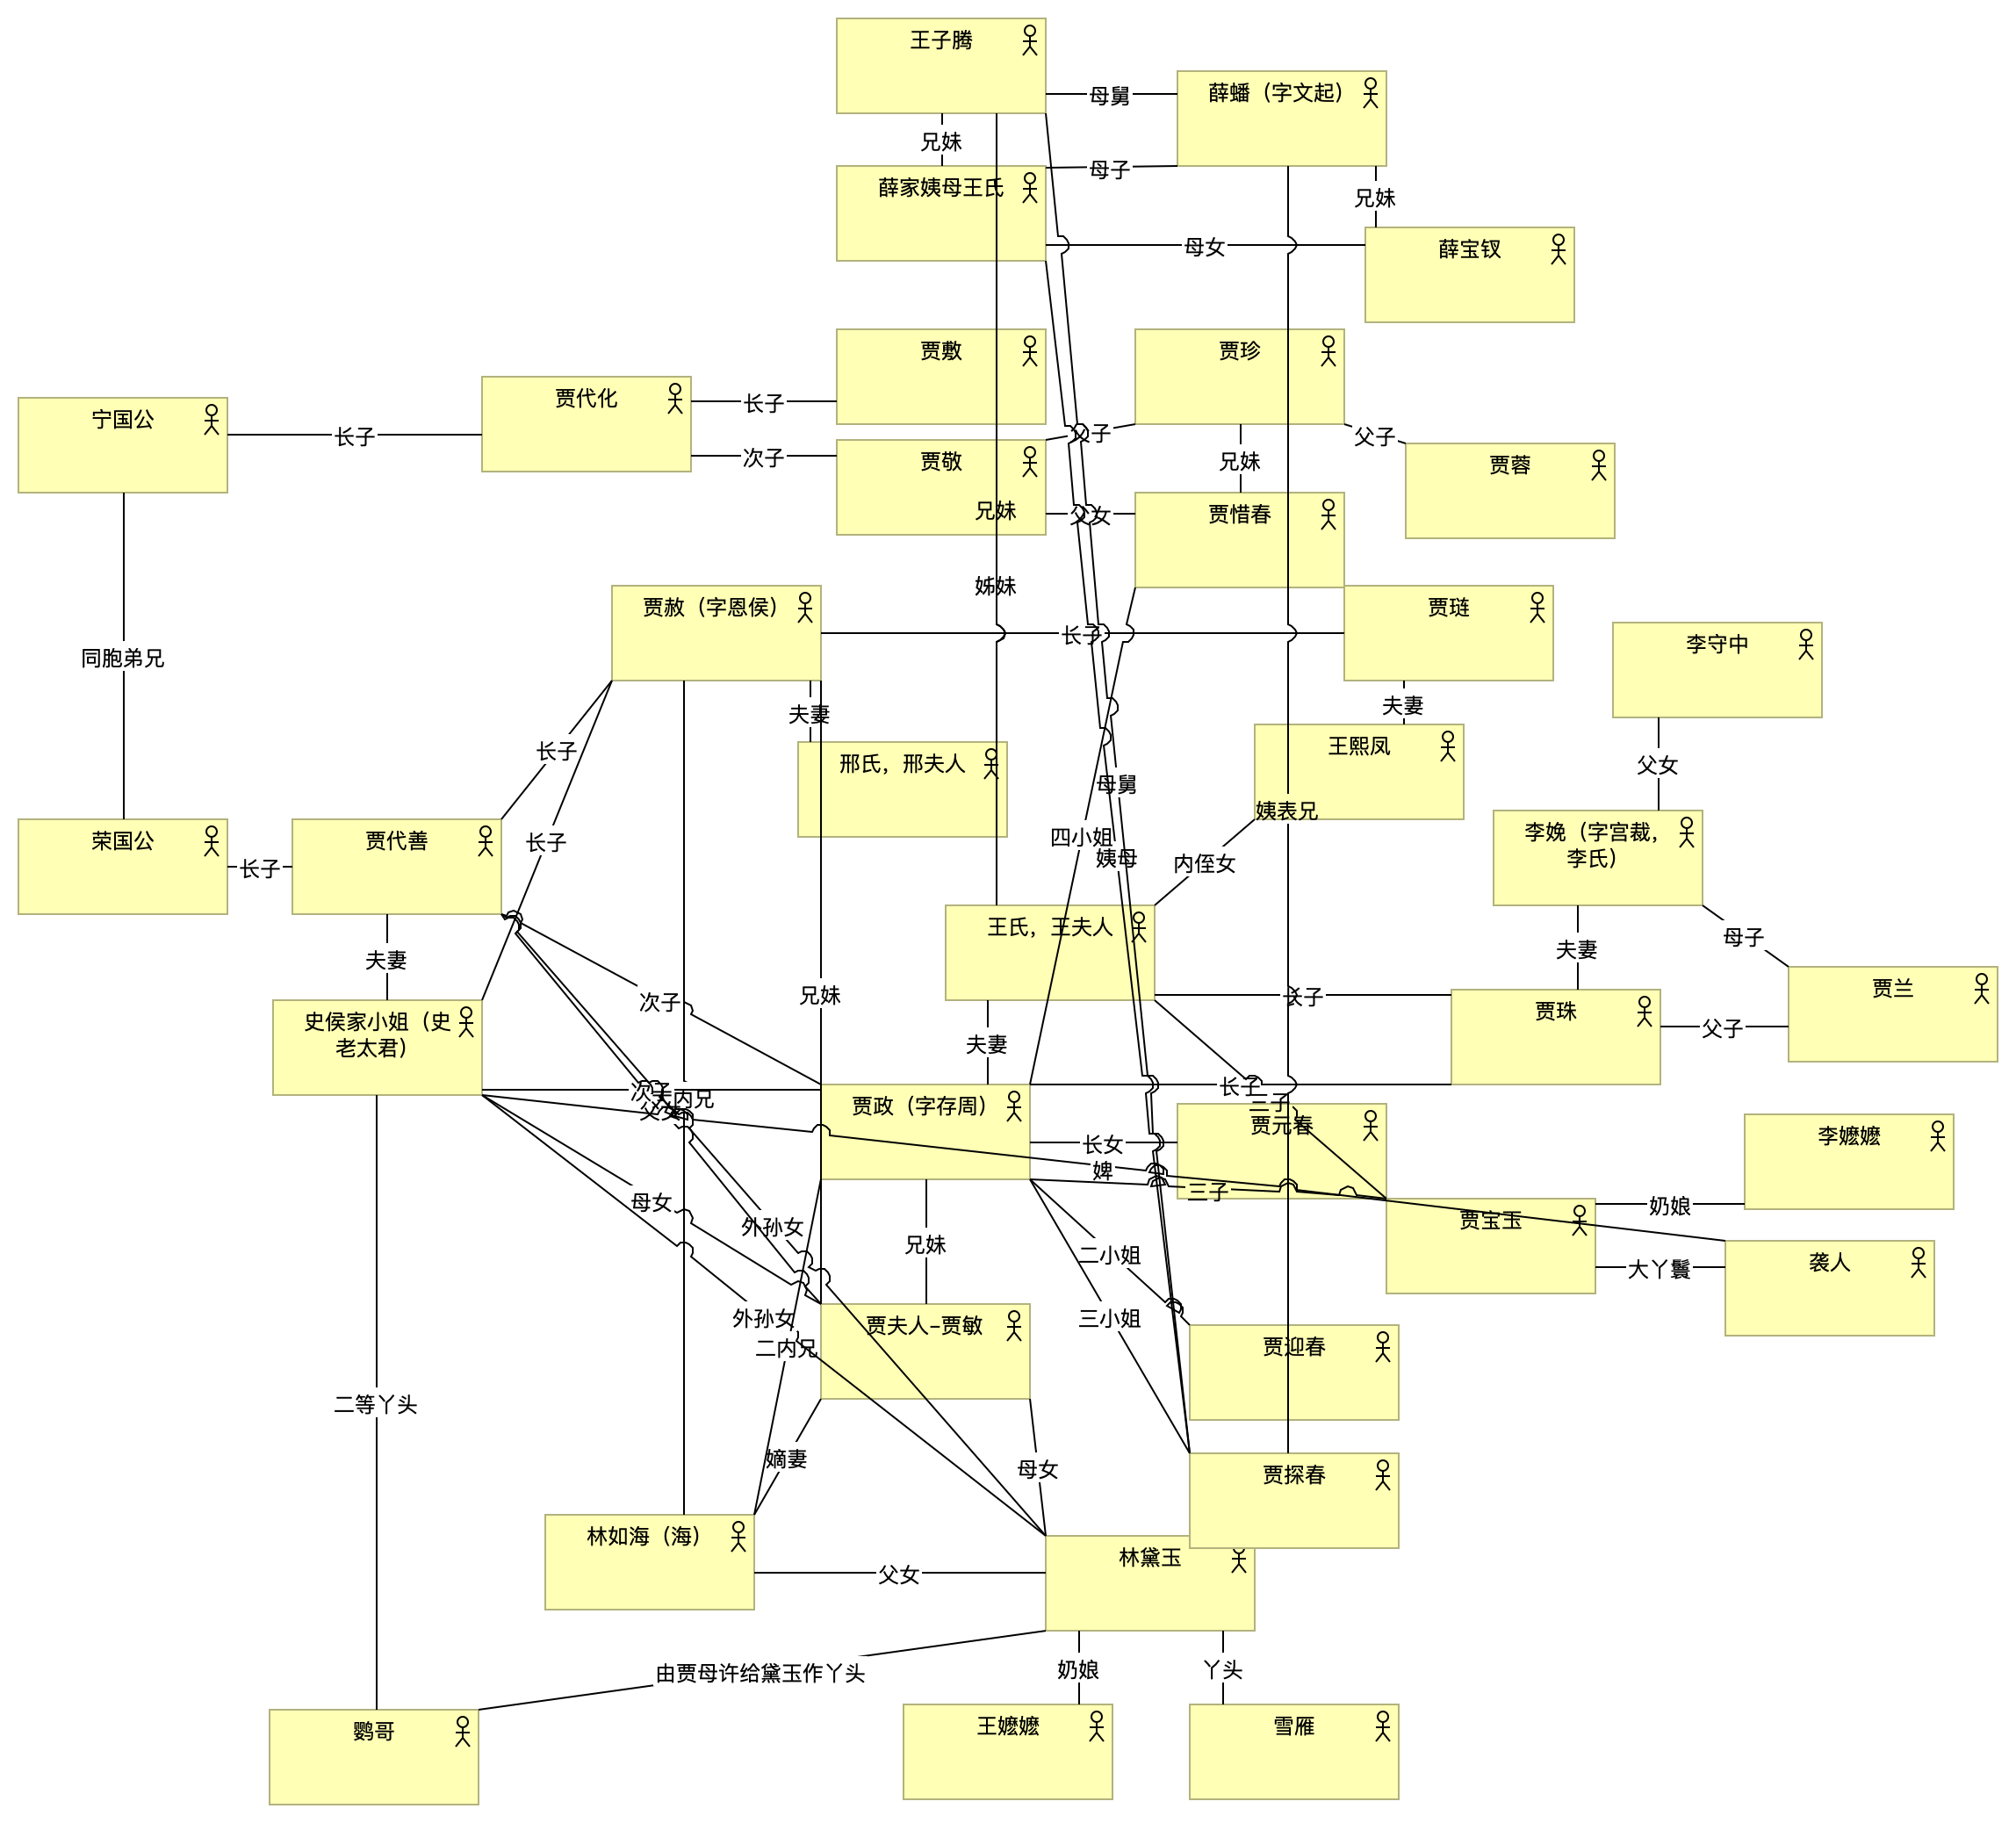 王子腾
母舅
薛蟠（字文起）
兄妹
薛家姨母王氏
母子
兄妹
母女
薛宝钗
贾敷
贾珍
宁国公
长子
贾代化
长子
次子
贾敬
父子
父子
贾蓉
兄妹
兄妹
父女
贾惜春
姊妹
贾赦（字恩侯）
长子
贾琏
李守中
同胞弟兄
长子
夫妻
邢氏，邢夫人
夫妻
王熙凤
父女
母舅
姨表兄
荣国公
长子
贾代善
长子
四小姐
姨母
内侄女
李娩（字宫裁，
李氏）
夫妻
王氏，王夫人
夫妻
母子
贾兰
史侯家小姐（史
老太君）
次子
兄妹
夫妻
长子
贾珠
父子
次子
大内兄
父女
贾政（字存周）
长子
二子
贾元春
长女
婢
三子
李嬷嬷
奶娘
贾宝玉
大丫鬟
袭人
母女
外孙女
兄妹
二小姐
三小姐
外孙女
二内兄
贾夫人–贾敏
贾迎春
二等丫头
嫡妻
母女
贾探春
林如海（海）
父女
林黛玉
由贾母许给黛玉作丫头
奶娘
丫头
鹦哥
王嬷嬷
雪雁